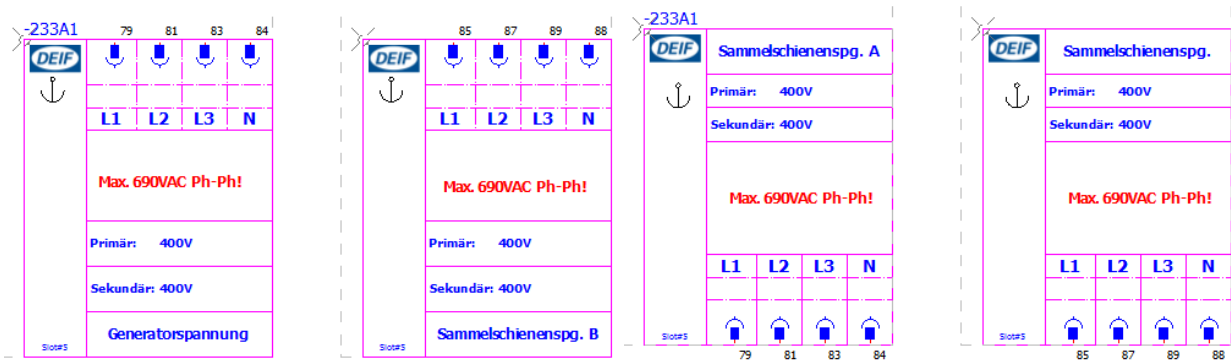 -233A1
79 81 83 84
DEIF
L1 L2 L3 N
Max. 690VAC Ph-Ph!
Primär: 400V
Sekundär: 400V
Generatorspannung
Slot#5
85 87 89 88
DEIF
L1 L2 L3 N
Max. 690VAC Ph-Ph!
Primär: 400V
Sekundär: 400V
Sammelschienenspg. B
Slot#5
-233A1
DEIF
Sammelschienenspg. A
Primär: 400V
Sekundär: 400V
Max. 690VAC Ph-Ph!
L1 L2 L3 N
Slot#5
79 81 83 84
DEIF
Sammelschienenspg.
Primär: 400V
Sekundär: 400V
Max. 690VAC Ph-Ph!
L1 L2 L3 N
Slot#5
85 87 89 88